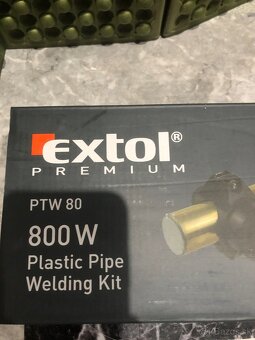 Extol®
PREMIUM
PTW 80
800 W
Plastic Pipe
Welding Kit